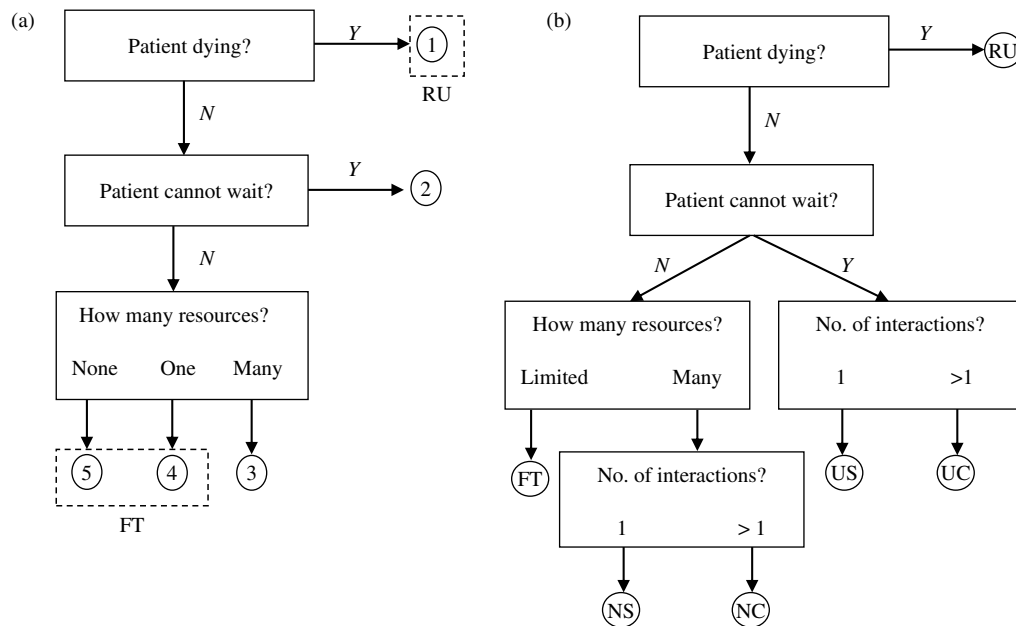 (a)
Patient dying?
Y
1
RU
N
Patient cannot wait?
Y
2
N
How many resources?
None One Many
5 4 3
FT
(b)
Patient dying?
Y
RU
N
Patient cannot wait?
N Y
How many resources?
Limited Many
No. of interactions?
1 >1
FT
US UC
No. of interactions?
1 > 1
NS NC